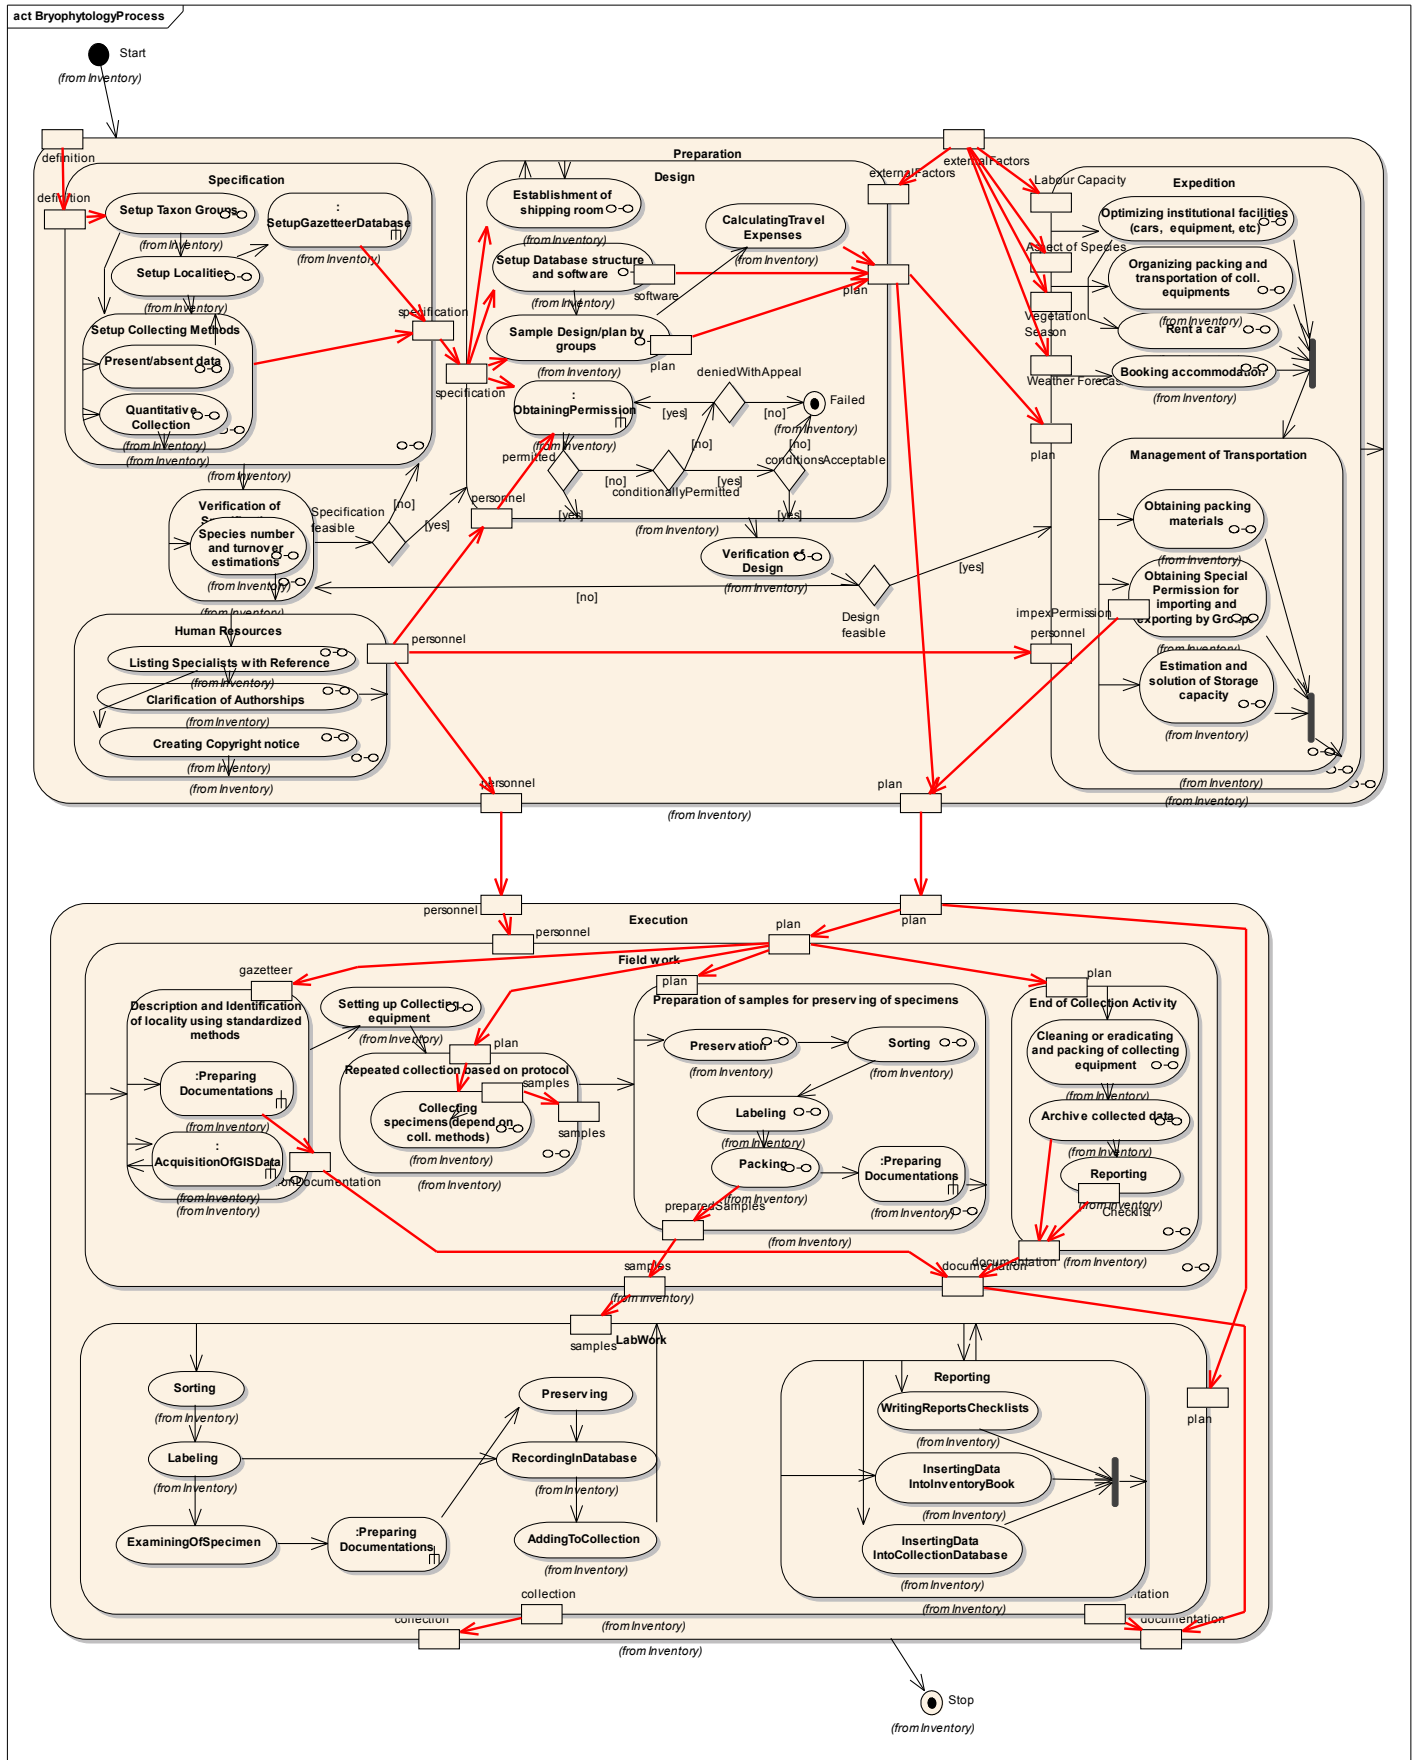 act BryophytologyProcess
Start
(from Inventory)
definition
Preparation
externalFactors
definition
Specification
Setup Taxon Groups
(from Inventory)
:
SetupGazetteerDatabase
(from Inventory)
Setup Localities
(from Inventory)
Setup Collecting Methods
Present/absent data
Quantitative
Collection
(from Inventory)
(from Inventory)
(from Inventory)
specification
Design
Establishment of
shipping room
(from Inventory)
Setup Database structure
and software
(from Inventory)
software
CalculatingTravel
Expenses
(from Inventory)
Sample Design/plan by
groups
(from Inventory)
plan
externalFactors
plan
specification
:
ObtainingPermission
(from Inventory)
deniedWithAppeal
[yes]
[no]
Failed
(from Inventory)
permitted
[no]
conditionallyPermitted
[no]
[yes]
[no]
conditionsAcceptable
[yes]
[yes]
personnel
(from Inventory)
Verification of
Species number
and turnover
estimations
(from Inventory)
(from Inventory)
Specification
feasible
[no]
[yes]
Verification of
Design
(from Inventory)
[no]
Design
feasible
[yes]
Human Resources
Listing Specialists with Reference
(from Inventory)
Clarification of Authorships
(from Inventory)
Creating Copyright notice
(from Inventory)
(from Inventory)
personnel
personnel
plan
(from Inventory)
Labour Capacity
Expedition
Optimizing institutional facilities
(cars, equipment, etc)
Aspect of Species
Organizing packing and
transportation of coll.
equipments
(from Inventory)
Vegetation
Season
Rent a car
Weather Forecast
Booking accommodation
(from Inventory)
plan
Management of Transportation
Obtaining packing
materials
(from Inventory)
Obtaining Special
Permission for
importing and
exporting by Groups
(from Inventory)
impexPermission
personnel
Estimation and
solution of Storage
capacity
(from Inventory)
(from Inventory)
(from Inventory)
personnel
Execution
plan
personnel
plan
Field work
gazetteer
Description and Identification
of locality using standardized
methods
:Preparing
Documentations
(from Inventory)
:
AcquisitionOfGISData
(from Inventory)
(from Inventory)
Setting up Collecting
equipment
(from Inventory)
plan
Repeated collection based on protocol
samples
Collecting
specimens(depend on
coll. methods)
(from Inventory)
samples
(from Inventory)
plan
Preparation of samples for preserving of specimens
Preservation
(from Inventory)
Sorting
(from Inventory)
Labeling
(from Inventory)
Packing
(from Inventory)
:Preparing
Documentations
(from Inventory)
preparedSamples
(from Inventory)
plan
End of Collection Activity
Cleaning or eradicating
and packing of collecting
equipment
(from Inventory)
Archive collected data
(from Inventory)
Reporting
(from Inventory)
Checklist
documentation
(from Inventory)
samples
documentation
(from Inventory)
samples
LabWork
Sorting
(from Inventory)
Labeling
(from Inventory)
ExaminingOfSpecimen
:Preparing
Documentations
Preserving
RecordingInDatabase
(from Inventory)
AddingToCollection
(from Inventory)
Reporting
WritingReportsChecklists
(from Inventory)
InsertingData
IntoInventoryBook
(from Inventory)
InsertingData
IntoCollectionDatabase
(from Inventory)
(from Inventory)
plan
collection
collection
(from Inventory)
documentation
(from Inventory)
Stop
(from Inventory)